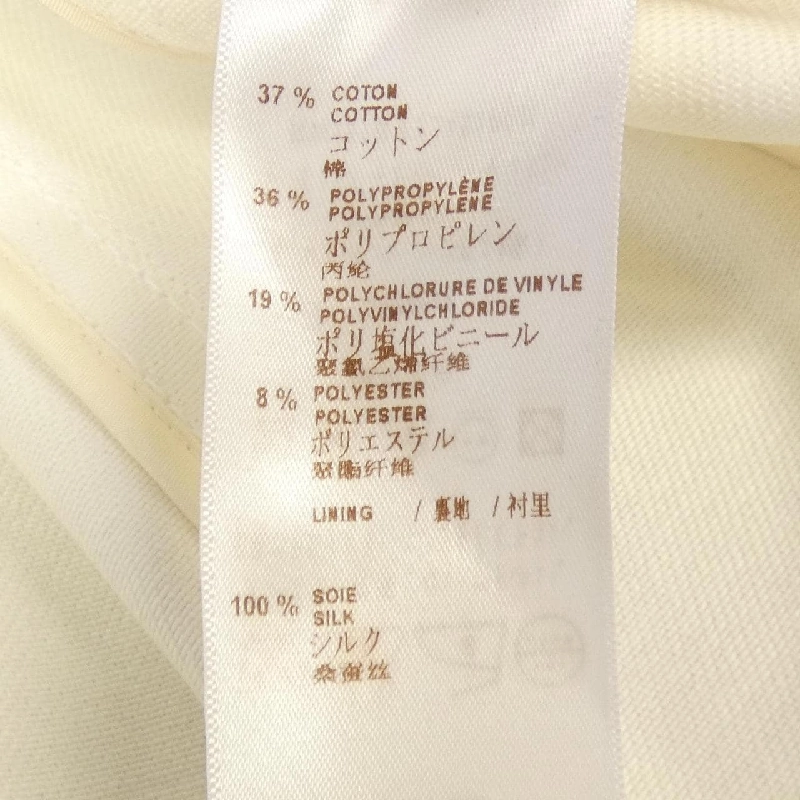 37 % COTON
COTTON
コットン
棉
36 % POLYPROPYLÈNE
POLYPROPYLENE
ポリプロピレン
丙纶
19 % POLYCHLORURE DE VINYLE
POLYVINYLCHLORIDE
ポリ塩化ビニール
聚氯乙烯纤维
8 % POLYESTER
POLYESTER
ポリエステル
聚酯纤维
LINING / 裏地 / 衬里
100 % SOIE
SILK
シルク
桑蚕丝